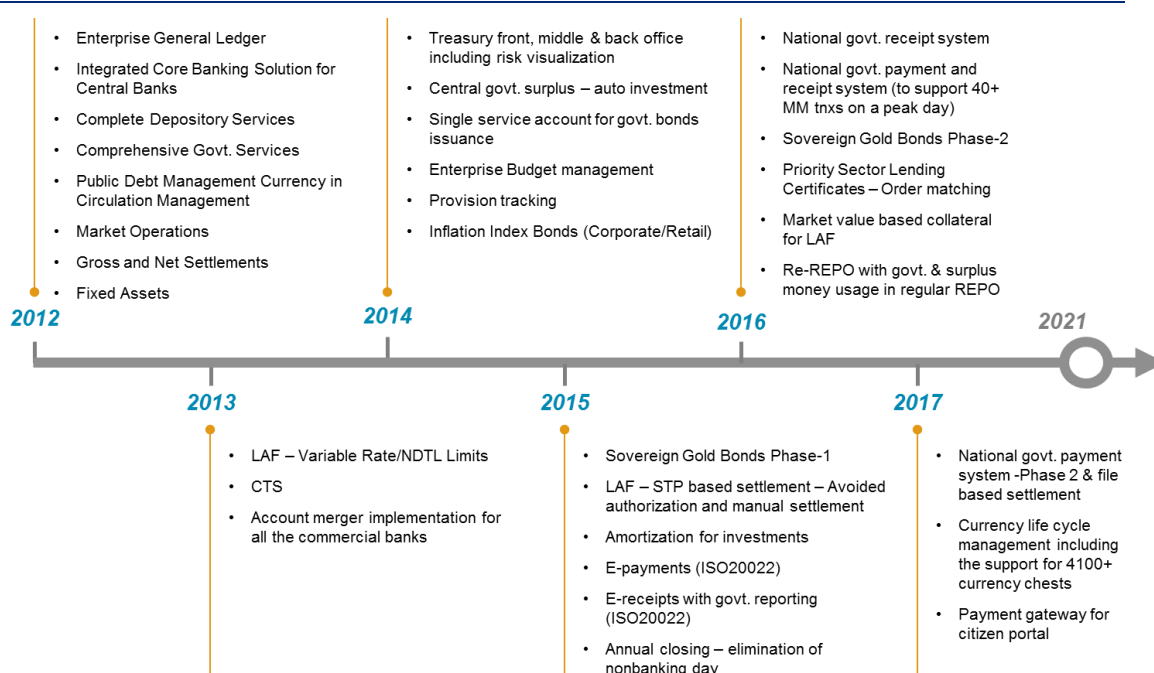 • Enterprise General Ledger
• Integrated Core Banking Solution for
Central Banks
• Complete Depository Services
• Comprehensive Govt. Services
• Public Debt Management Currency in
Circulation Management
• Market Operations
• Gross and Net Settlements
• Fixed Assets
2012
• Treasury front, middle & back office
including risk visualization
• Central govt. surplus – auto investment
• Single service account for govt. bonds
issuance
• Enterprise Budget management
• Provision tracking
• Inflation Index Bonds (Corporate/Retail)
2014
• National govt. receipt system
• National govt. payment and
receipt system (to support 40+
MM tnxs on a peak day)
• Sovereign Gold Bonds Phase-2
• Priority Sector Lending
Certificates – Order matching
• Market value based collateral
for LAF
• Re-REPO with govt. & surplus
money usage in regular REPO
2016
2021
2013
• LAF – Variable Rate/NDTL Limits
• CTS
• Account merger implementation for
all the commercial banks
2015
• Sovereign Gold Bonds Phase-1
• LAF – STP based settlement – Avoided
authorization and manual settlement
• Amortization for investments
• E-payments (ISO20022)
• E-receipts with govt. reporting
(ISO20022)
• Annual closing – elimination of
nonbanking day
2017
• National govt. payment
system -Phase 2 & file
based settlement
• Currency life cycle
management including
the support for 4100+
currency chests
• Payment gateway for
citizen portal